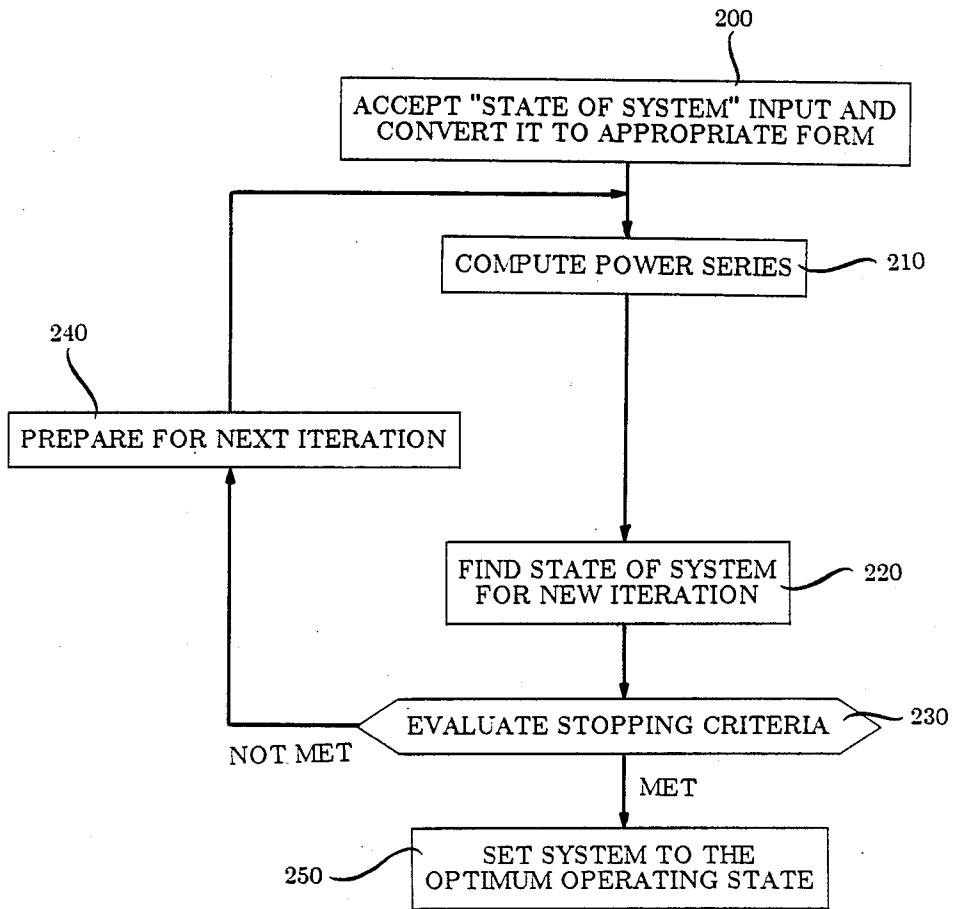 200
ACCEPT "STATE OF SYSTEM" INPUT AND
CONVERT IT TO APPROPRIATE FORM
COMPUTE POWER SERIES
210
240
PREPARE FOR NEXT ITERATION
FIND STATE OF SYSTEM
FOR NEW ITERATION
220
EVALUATE STOPPING CRITERIA
230
NOT MET
MET
SET SYSTEM TO THE
OPTIMUM OPERATING STATE
250